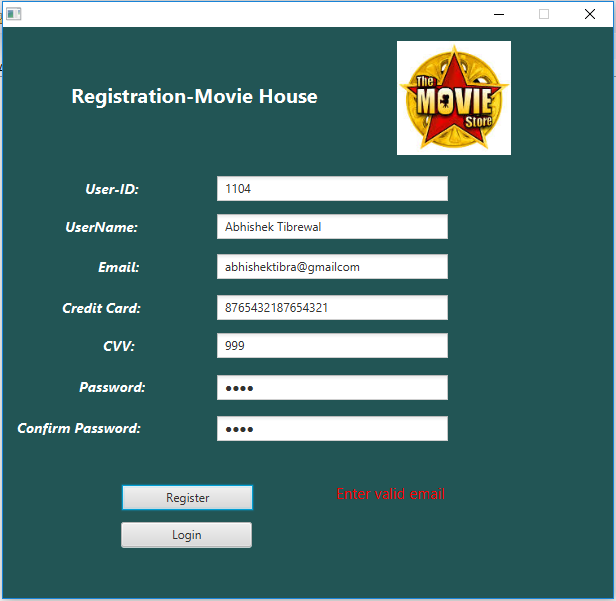 Registration-Movie House
The
MOVIE
Store
User-ID: 1104
UserName: Abhishek Tibrewal
Email: abhishektibra@gmailcom
Credit Card: 8765432187654321
CVV: 999
Password: ●●●●
Confirm Password: ●●●●
Register Enter valid email
Login